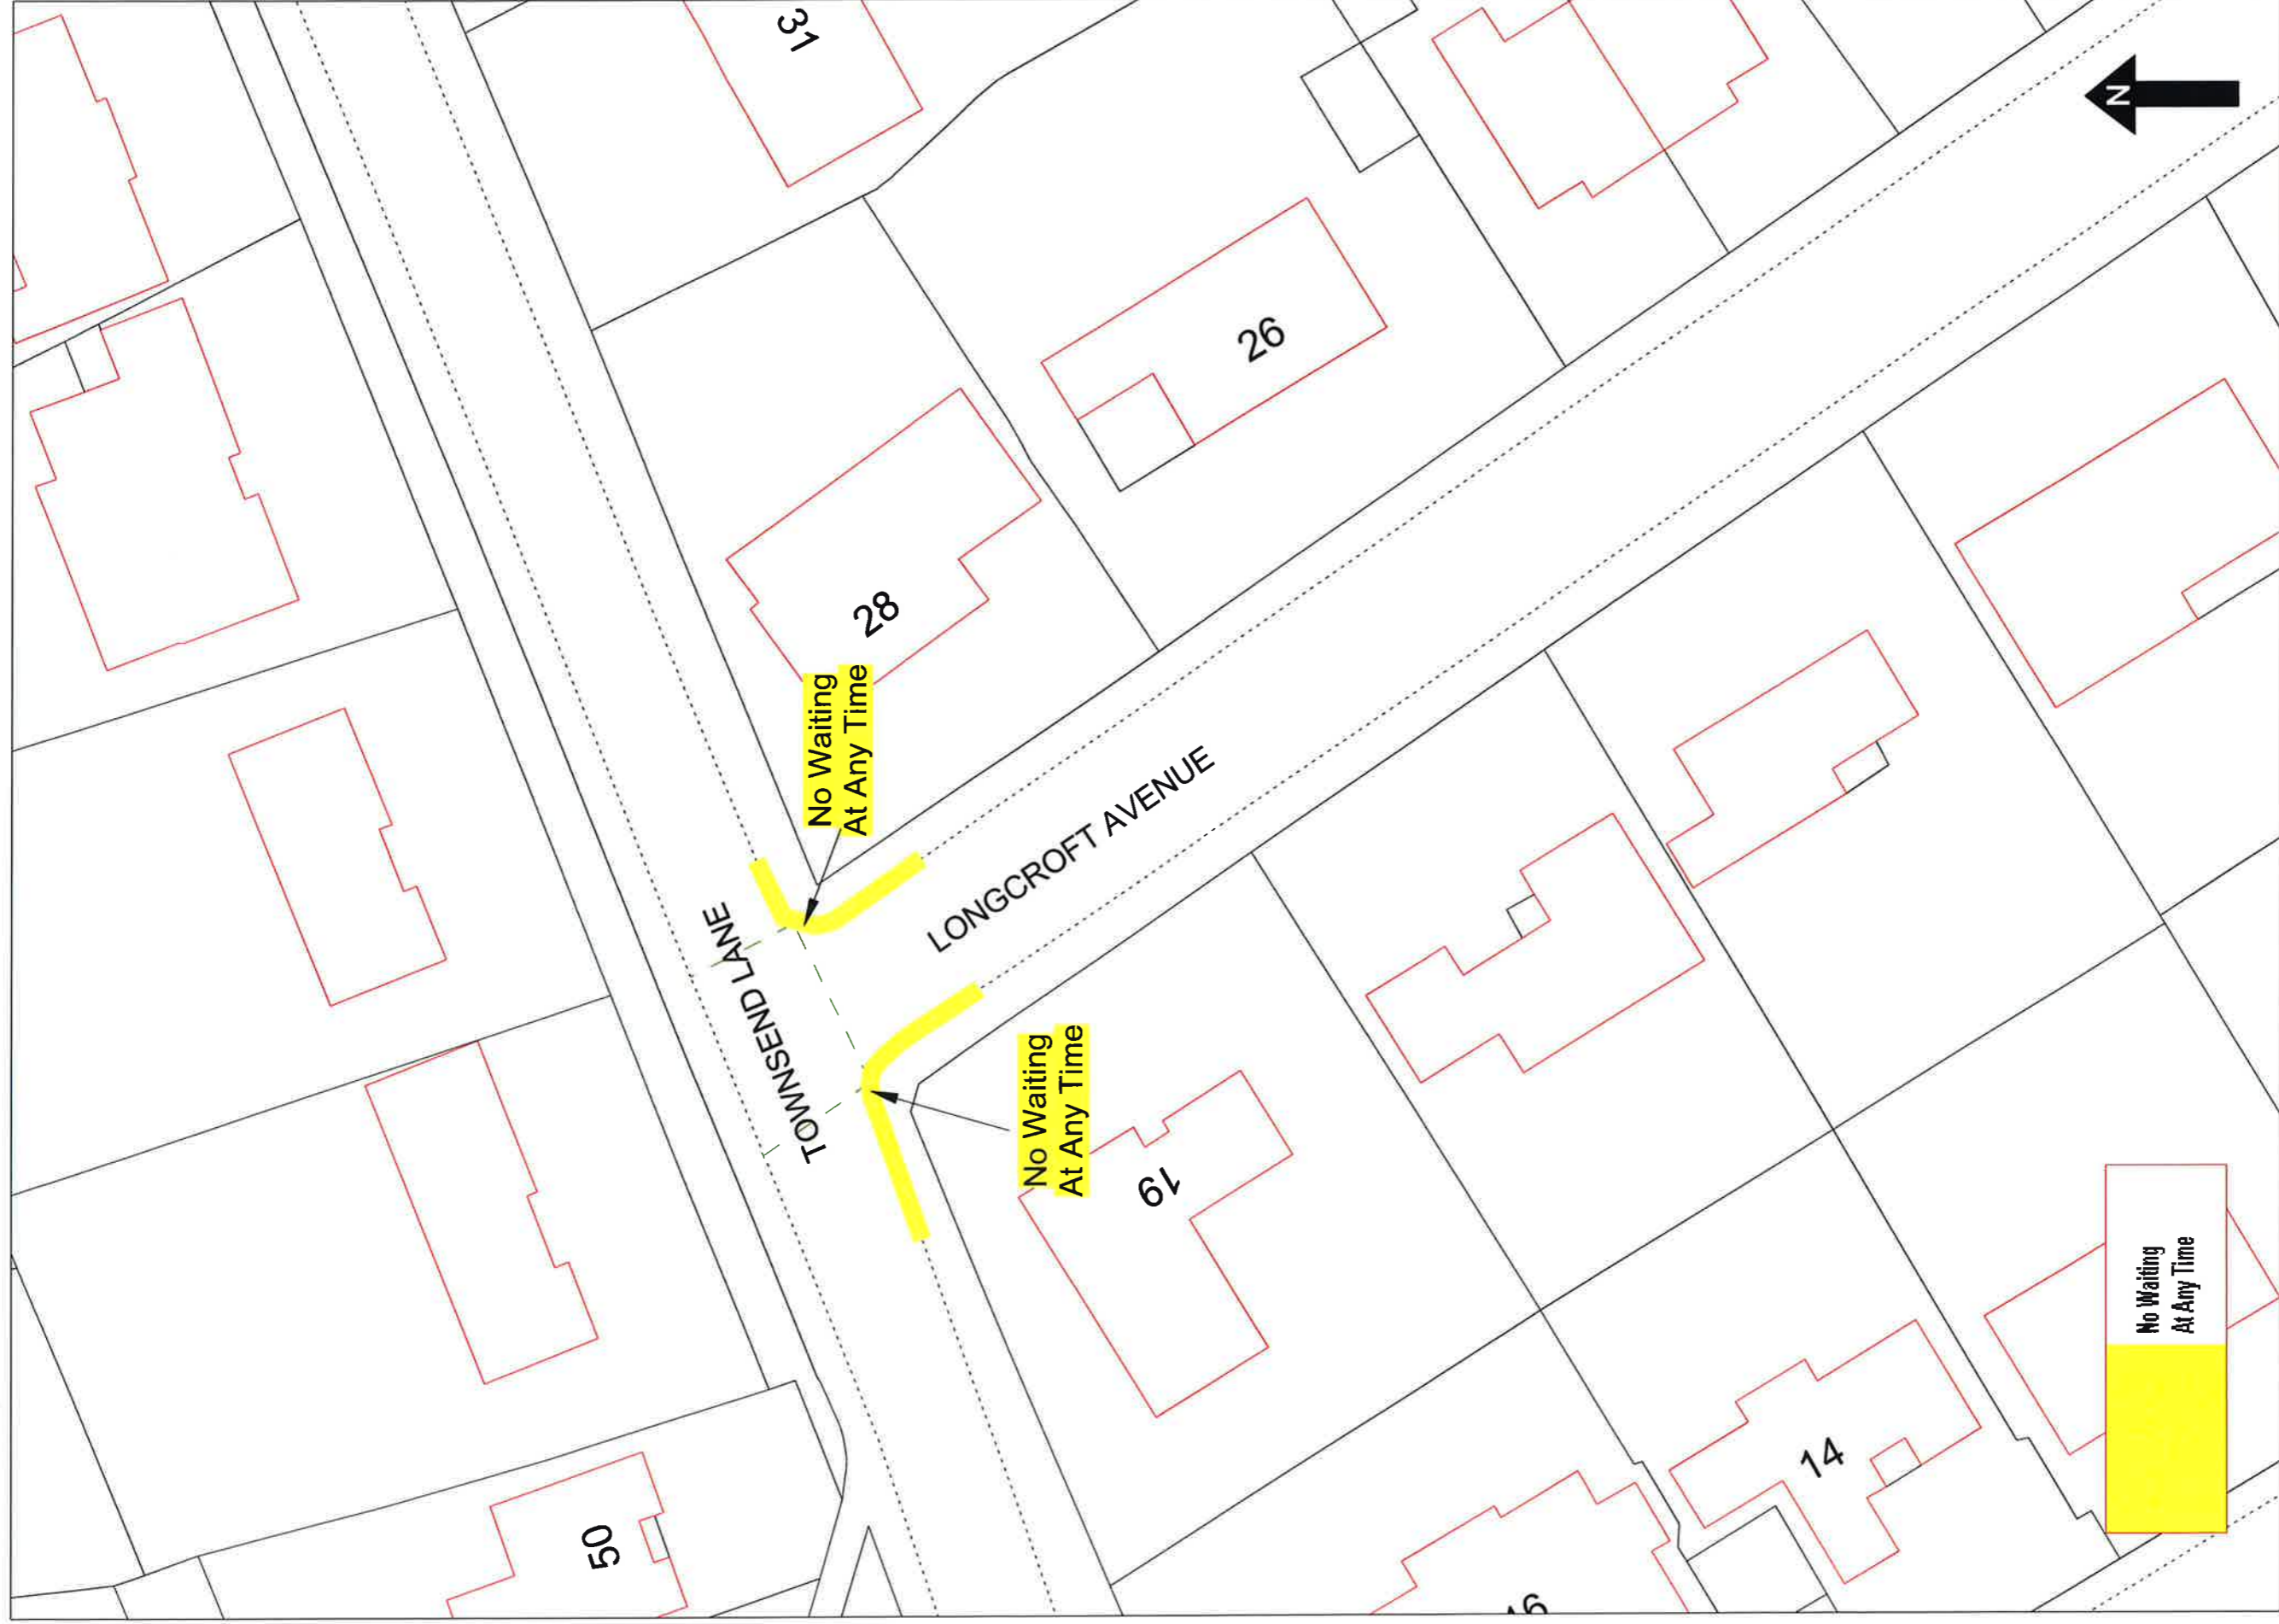 31
N
26
28
No Waiting
At Any Time
TOWNSEND LANE
LONGCROFT AVENUE
No Waiting
At Any Time
19
50
14
16
No Waiting
At Any Time